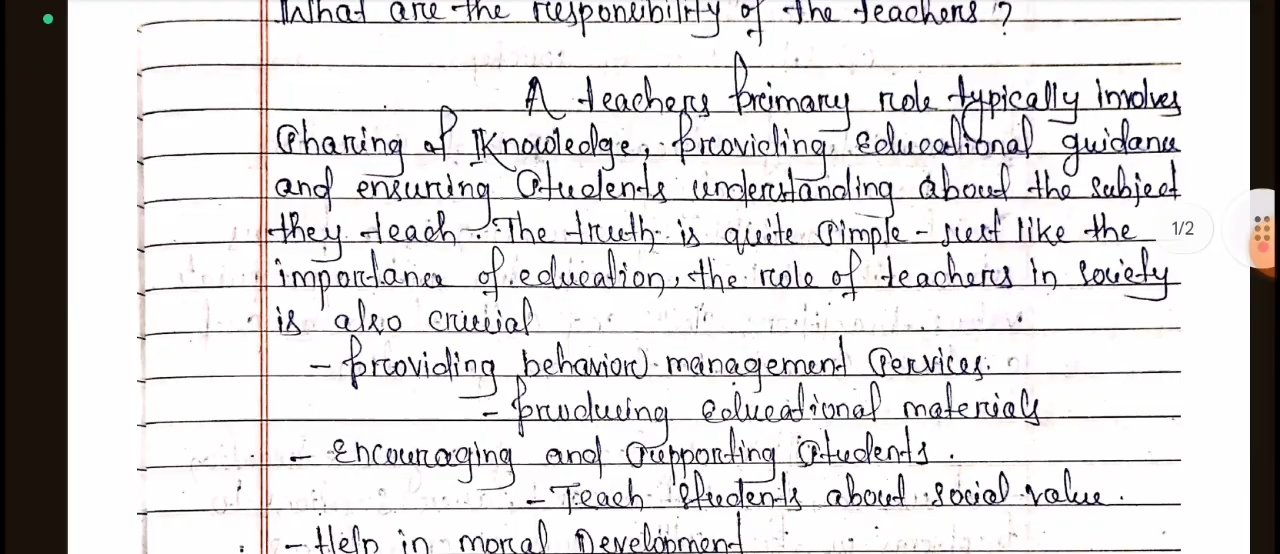 What are the responsibility of the teachers?
A teachers primary role typically involves
Sharing of Knowledge, providing educational guidance
and ensuring Students understanding about the subject
they teach. The truth is quite simple - just like the
importance of education, the role of teachers in society
is also crucial
- providing behavior management Services.
- producing educational materials
- Encouraging and Supporting Students.
- Teach Students about social value.
- Help in moral Development
1/2